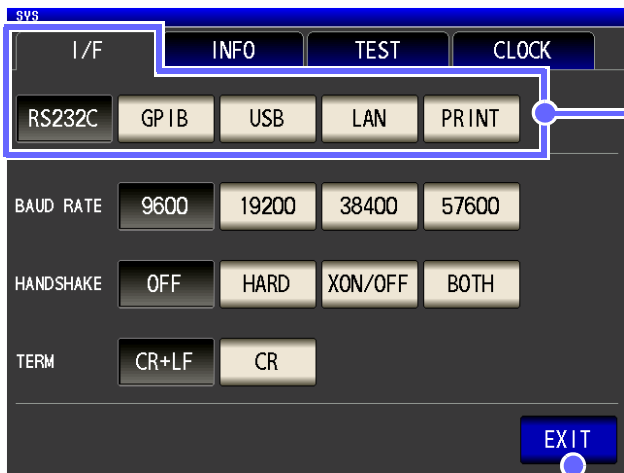 SYS
I/F INFO TEST CLOCK
RS232C GPIB USB LAN PRINT
BAUD RATE 9600 19200 38400 57600
HANDSHAKE OFF HARD XON/OFF BOTH
TERM CR+LF CR
EXIT